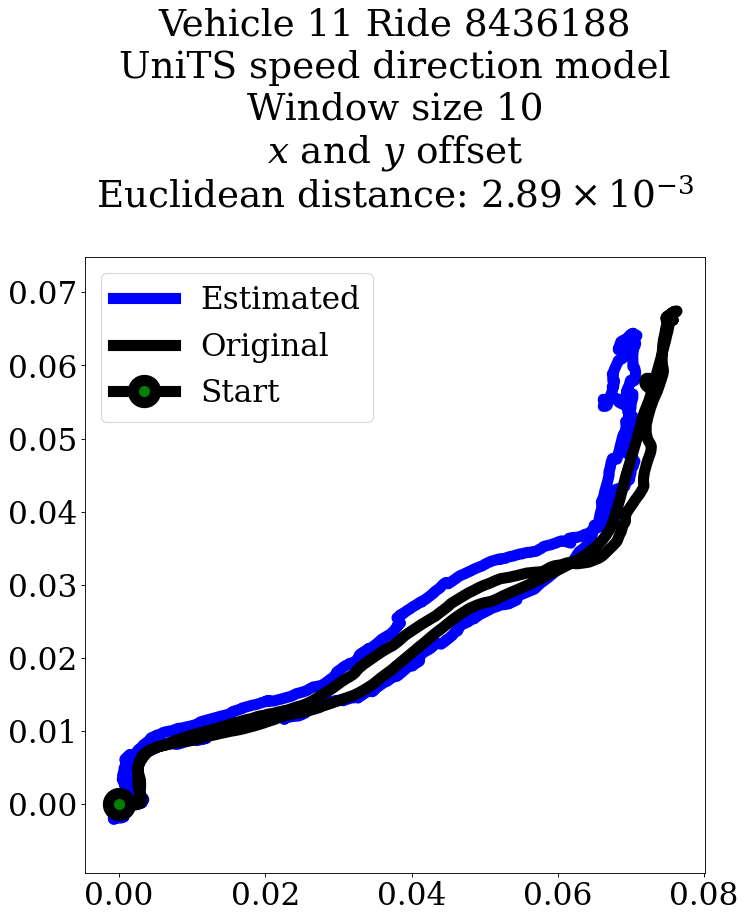 Vehicle 11 Ride 8436188
UniTS speed direction model
Window size 10
x and y offset
Euclidean distance: 2.89 × 10⁻³
Estimated
Original
Start
0.07
0.06
0.05
0.04
0.03
0.02
0.01
0.00
0.00 0.02 0.04 0.06 0.08